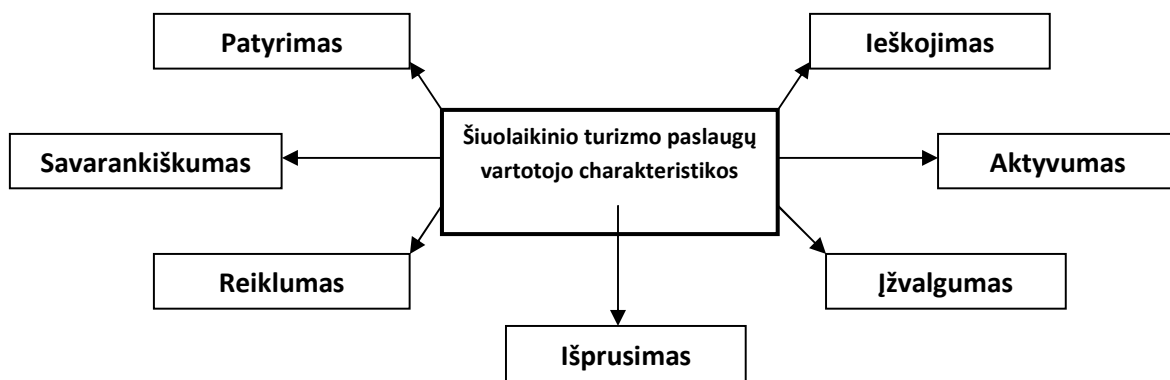 Patyrimas
Ieškojimas
Šiuolaikinio turizmo paslaugų
vartotojo charakteristikos
Savarankiškumas
Aktyvumas
Reiklumas
Įžvalgumas
Išprusimas